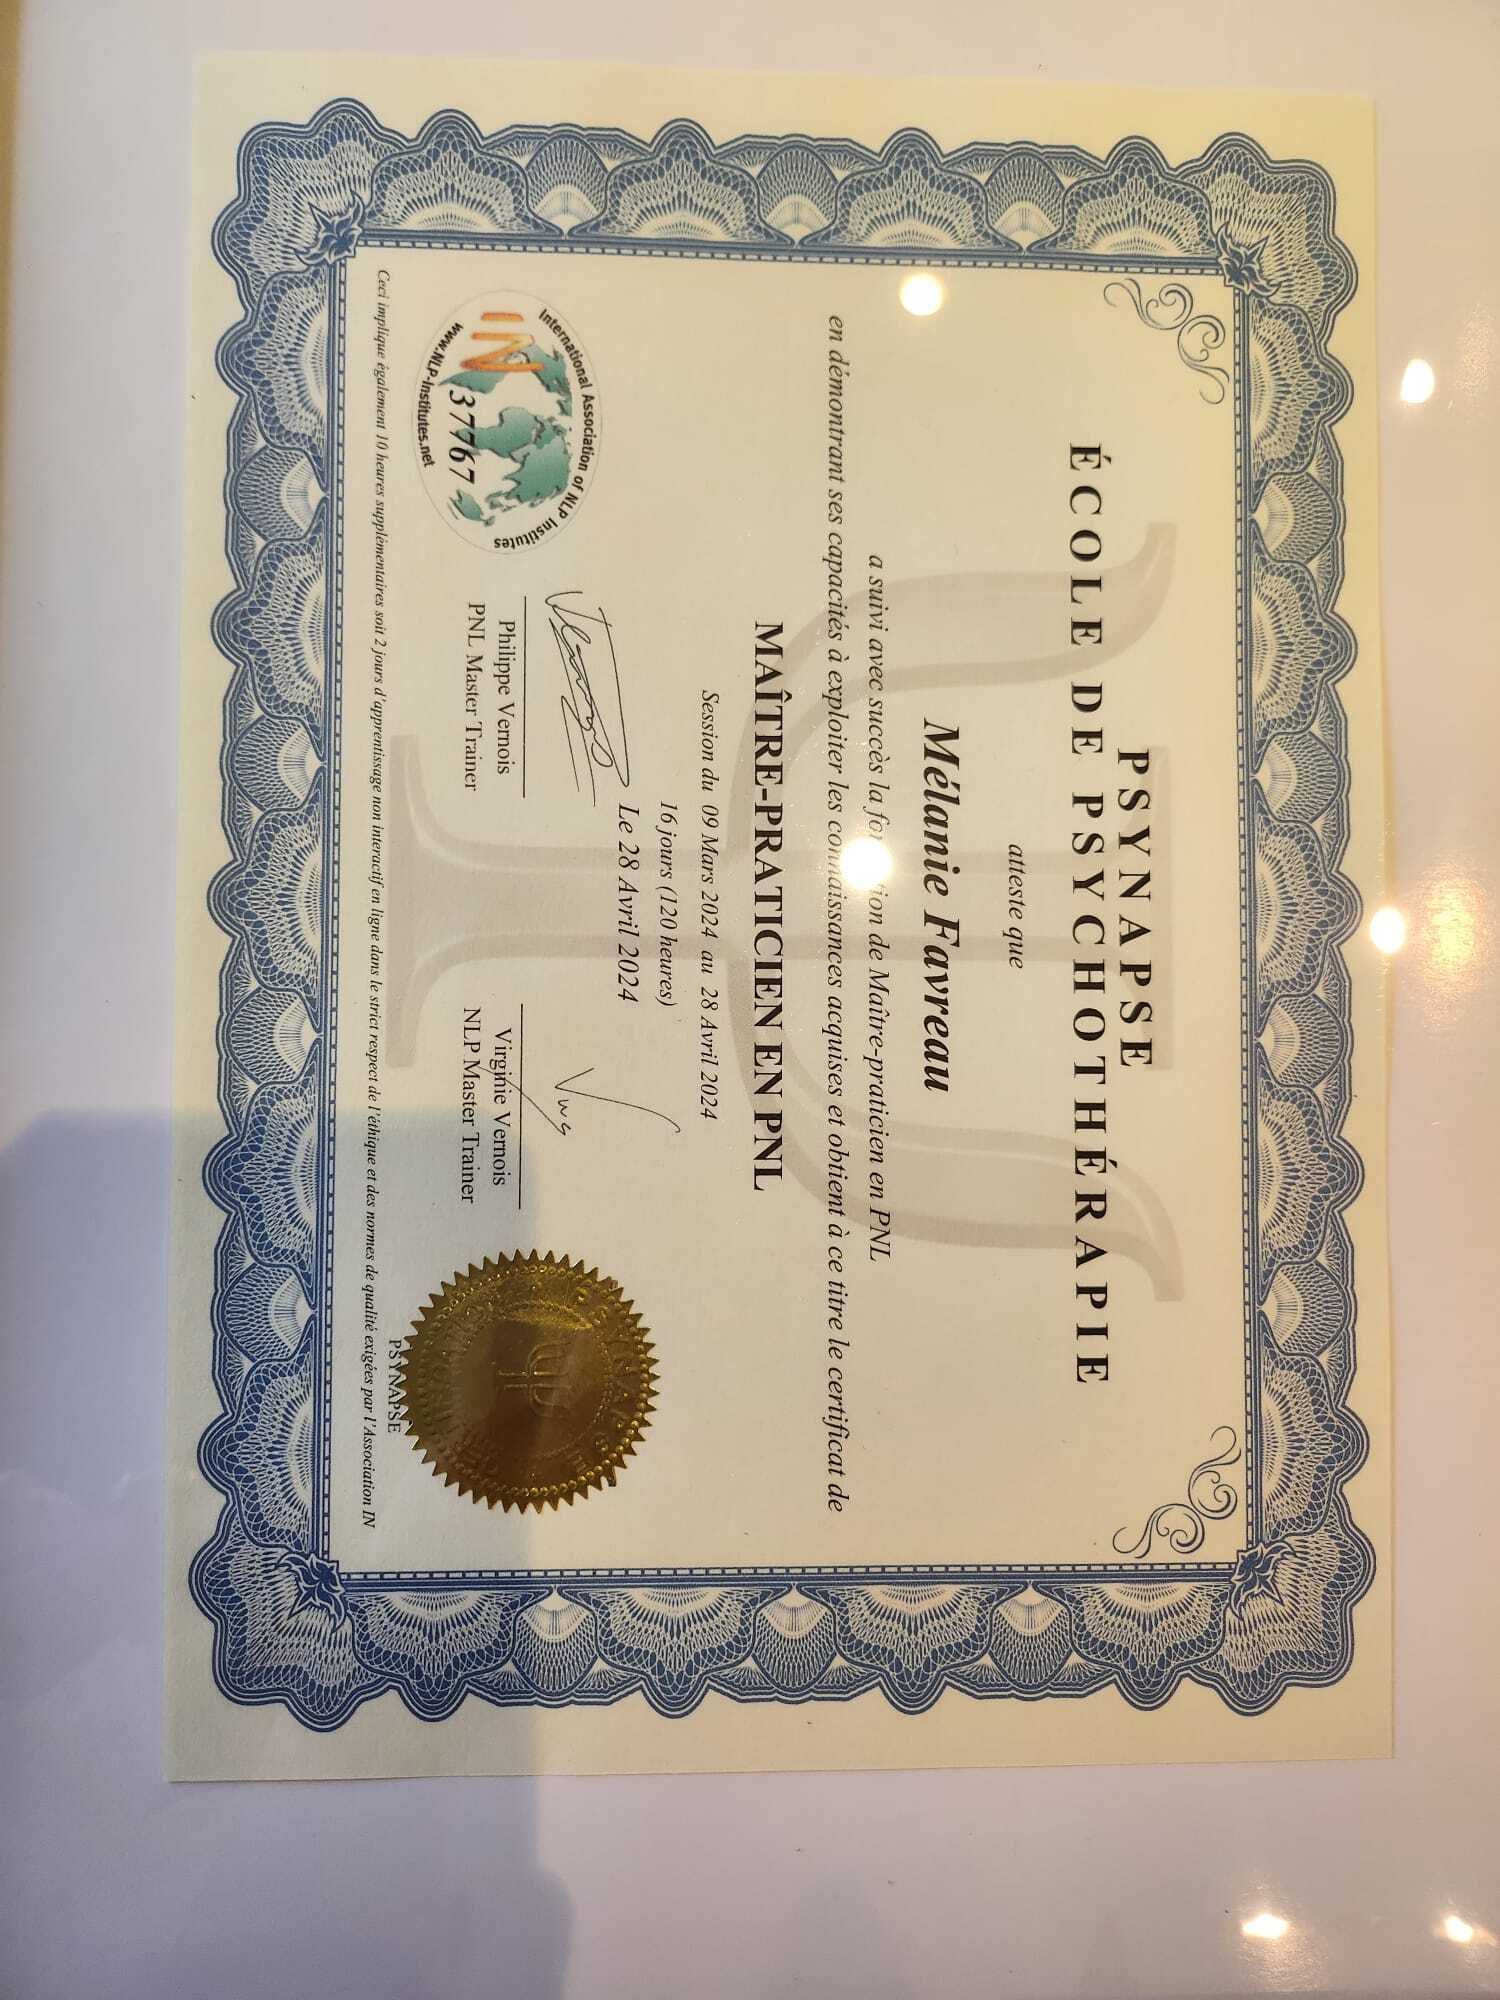 PSYNAPSE
ÉCOLE DE PSYCHOTHÉRAPIE
atteste que
Mélanie Favreau
a suivi avec succès la de Maître-praticien en PNL
en démontrant ses capacités à exploiter les connaissances acquises et obtient à ce titre le certificat de
MAÎTRE-PRATICIEN EN PNL
Session du 09 Mars 2024 au 28 Avril 2024
16 jours (120 heures)
Le 28 Avril 2024
International Association of NLP Institutes
IN
37767
www.NLP-Institutes.net
Philippe Vernois
PNL Master Trainer
Virginie Vernois
NLP Master Trainer
PSYNAPSE
Ceci implique également 10 heures supplémentaires soit 2 jours d'apprentissage non interactif en ligne dans le strict respect de l'éthique et des normes de qualité exigées par l'Association IN